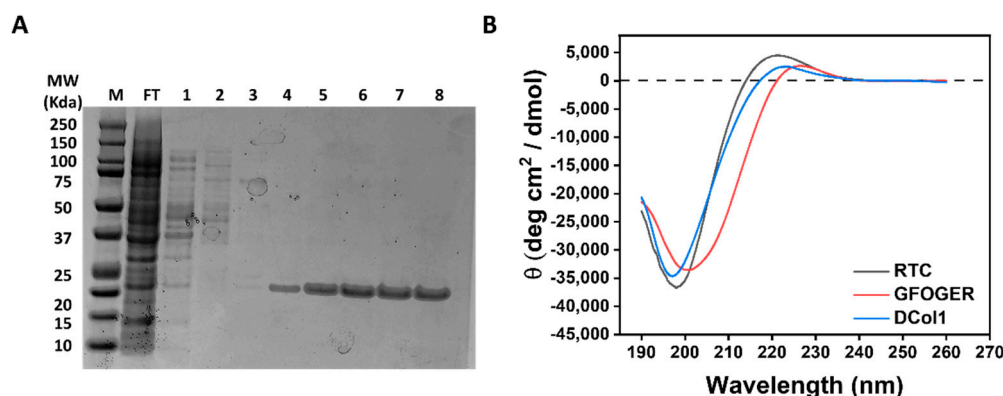 A
MW
(Kda)
M FT 1 2 3 4 5 6 7 8
250
150
100
75
50
37
25
20
15
10
B
5,000
0
-5,000
-10,000
-15,000
-20,000
-25,000
-30,000
-35,000
-40,000
-45,000
θ (deg cm² / dmol)
RTC
GFOGER
DCol1
190 200 210 220 230 240 250 260 270
Wavelength (nm)